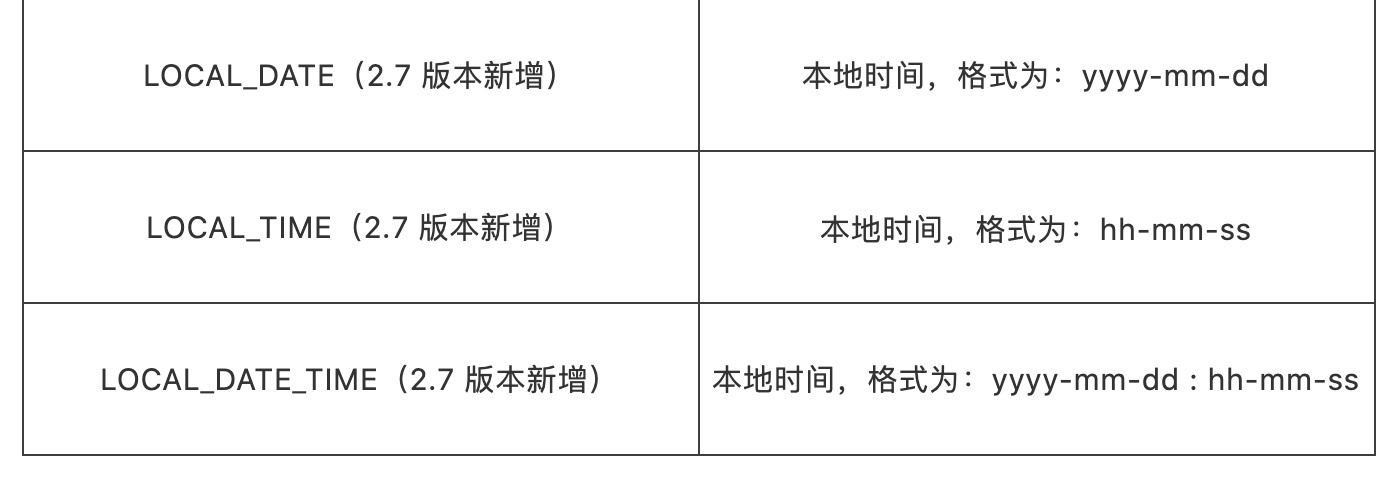 LOCAL_DATE（2.7 版本新增）
本地时间，格式为：yyyy-mm-dd
LOCAL_TIME（2.7 版本新增）
本地时间，格式为：hh-mm-ss
LOCAL_DATE_TIME（2.7 版本新增）
本地时间，格式为：yyyy-mm-dd : hh-mm-ss